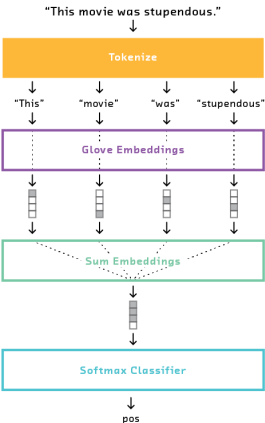 “This movie was stupendous.”
Tokenize
“This” “movie” “was” “stupendous”
Glove Embeddings
Sum Embeddings
Softmax Classifier
pos